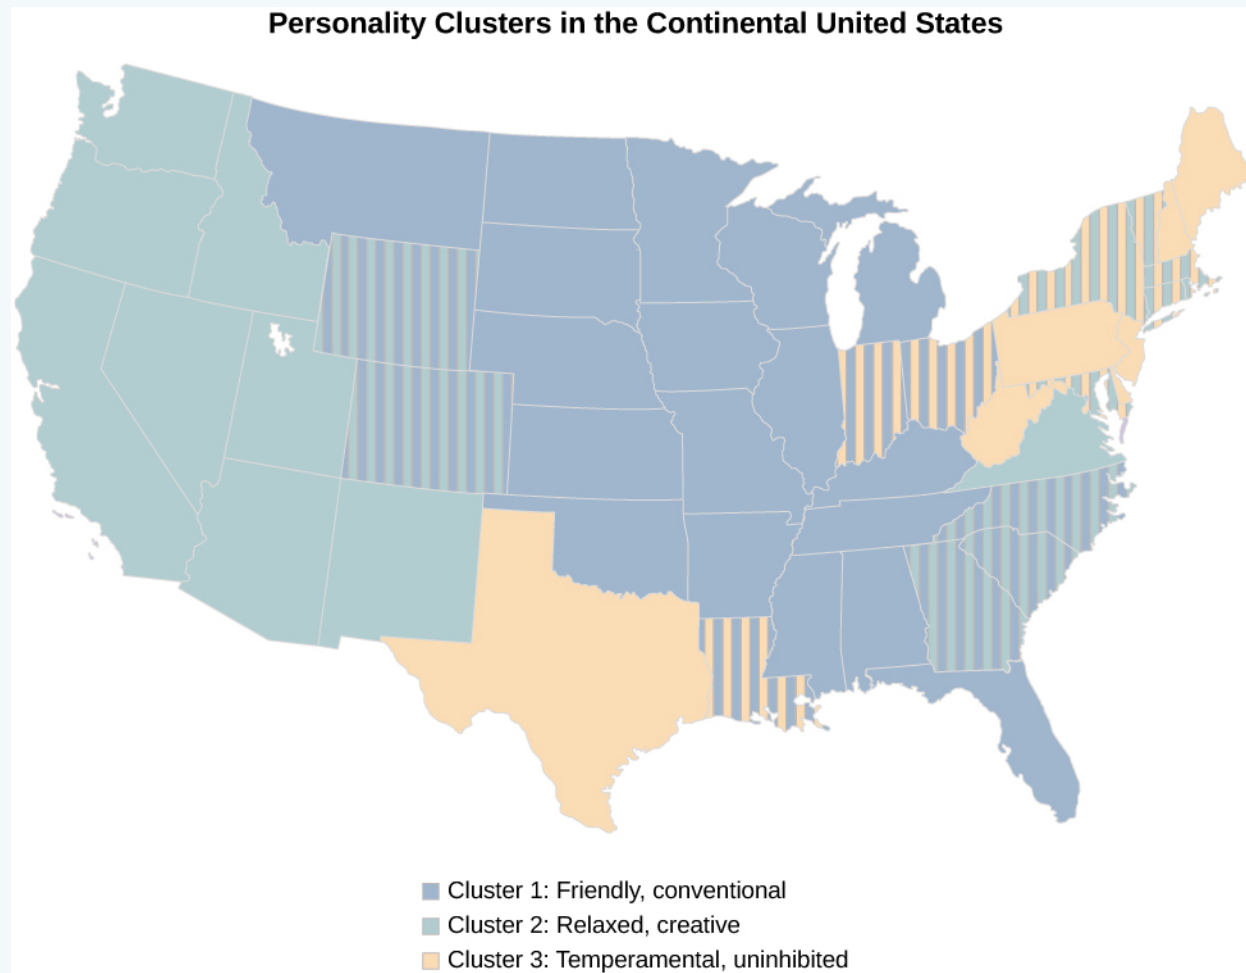 Personality Clusters in the Continental United States
Cluster 1: Friendly, conventional
Cluster 2: Relaxed, creative
Cluster 3: Temperamental, uninhibited